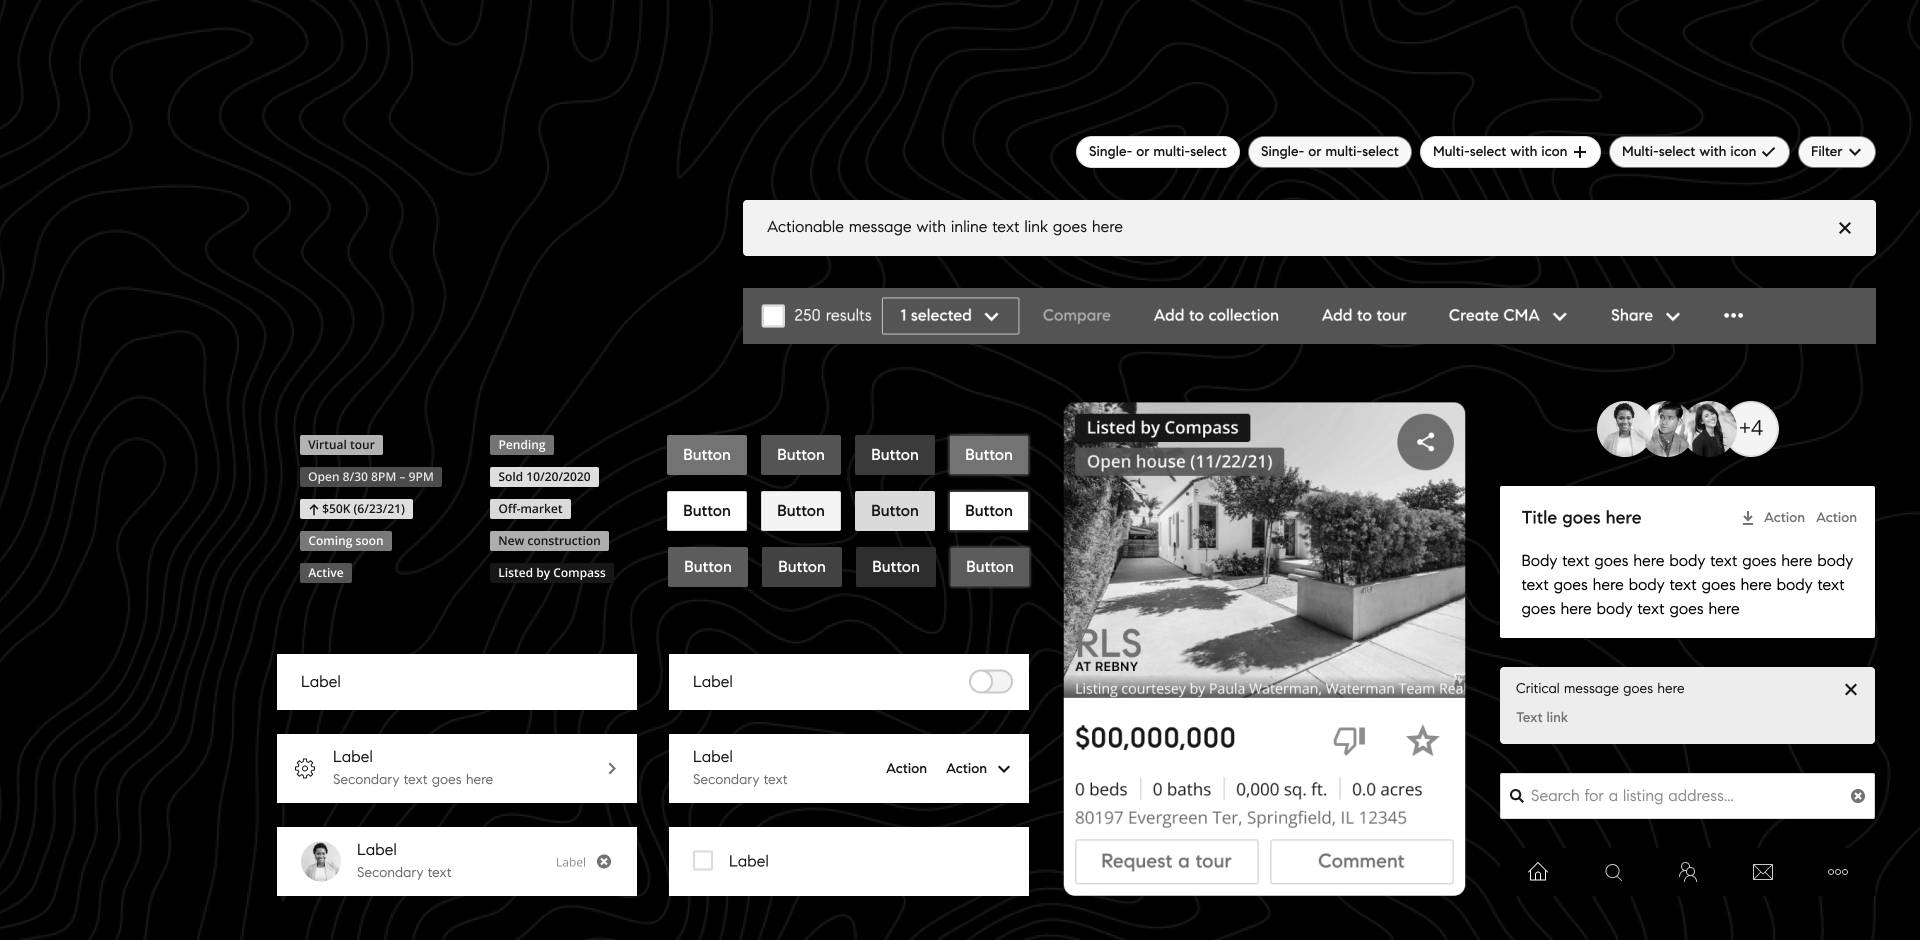 Single- or multi-select
Single- or multi-select
Multi-select with icon
Multi-select with icon
Filter
Actionable message with inline text link goes here
250 results
1 selected
Compare
Add to collection
Add to tour
Create CMA
Share
Virtual tour
Open 8/30 8PM – 9PM
↑ $50K (6/23/21)
Coming soon
Active
Pending
Sold 10/20/2020
Off-market
New construction
Listed by Compass
Button Button Button Button
Button Button Button Button
Button Button Button Button
Label
Label
Secondary text goes here
Label
Secondary text
Label
Label
Label
Secondary text
Action
Action
Label
Listed by Compass
Open house (11/22/21)
RLS
AT REBNY
Listing courtesey by Paula Waterman, Waterman Team Rea
$00,000,000
0 beds
0 baths
0,000 sq. ft.
0.0 acres
80197 Evergreen Ter, Springfield, IL 12345
Request a tour
Comment
+4
Title goes here
Action
Action
Body text goes here body text goes here body
text goes here body text goes here body text
goes here body text goes here
Critical message goes here
Text link
Search for a listing address...